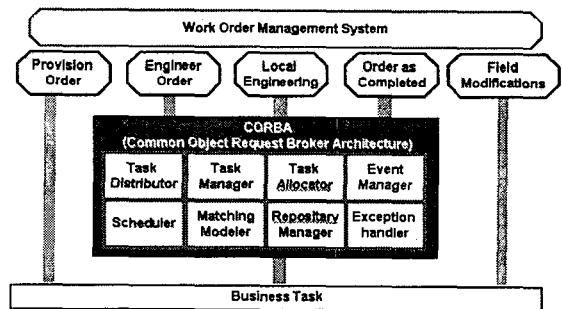 Work Order Management System
Provision
Order
Engineer
Order
Local
Engineering
Order as
Completed
Field
Modifications
CORBA
(Common Object Request Broker Architecture)
Task
Distributor
Task
Manager
Task
Allocator
Event
Manager
Scheduler
Matching
Modeler
Repositary
Manager
Exception
handler
Business Task